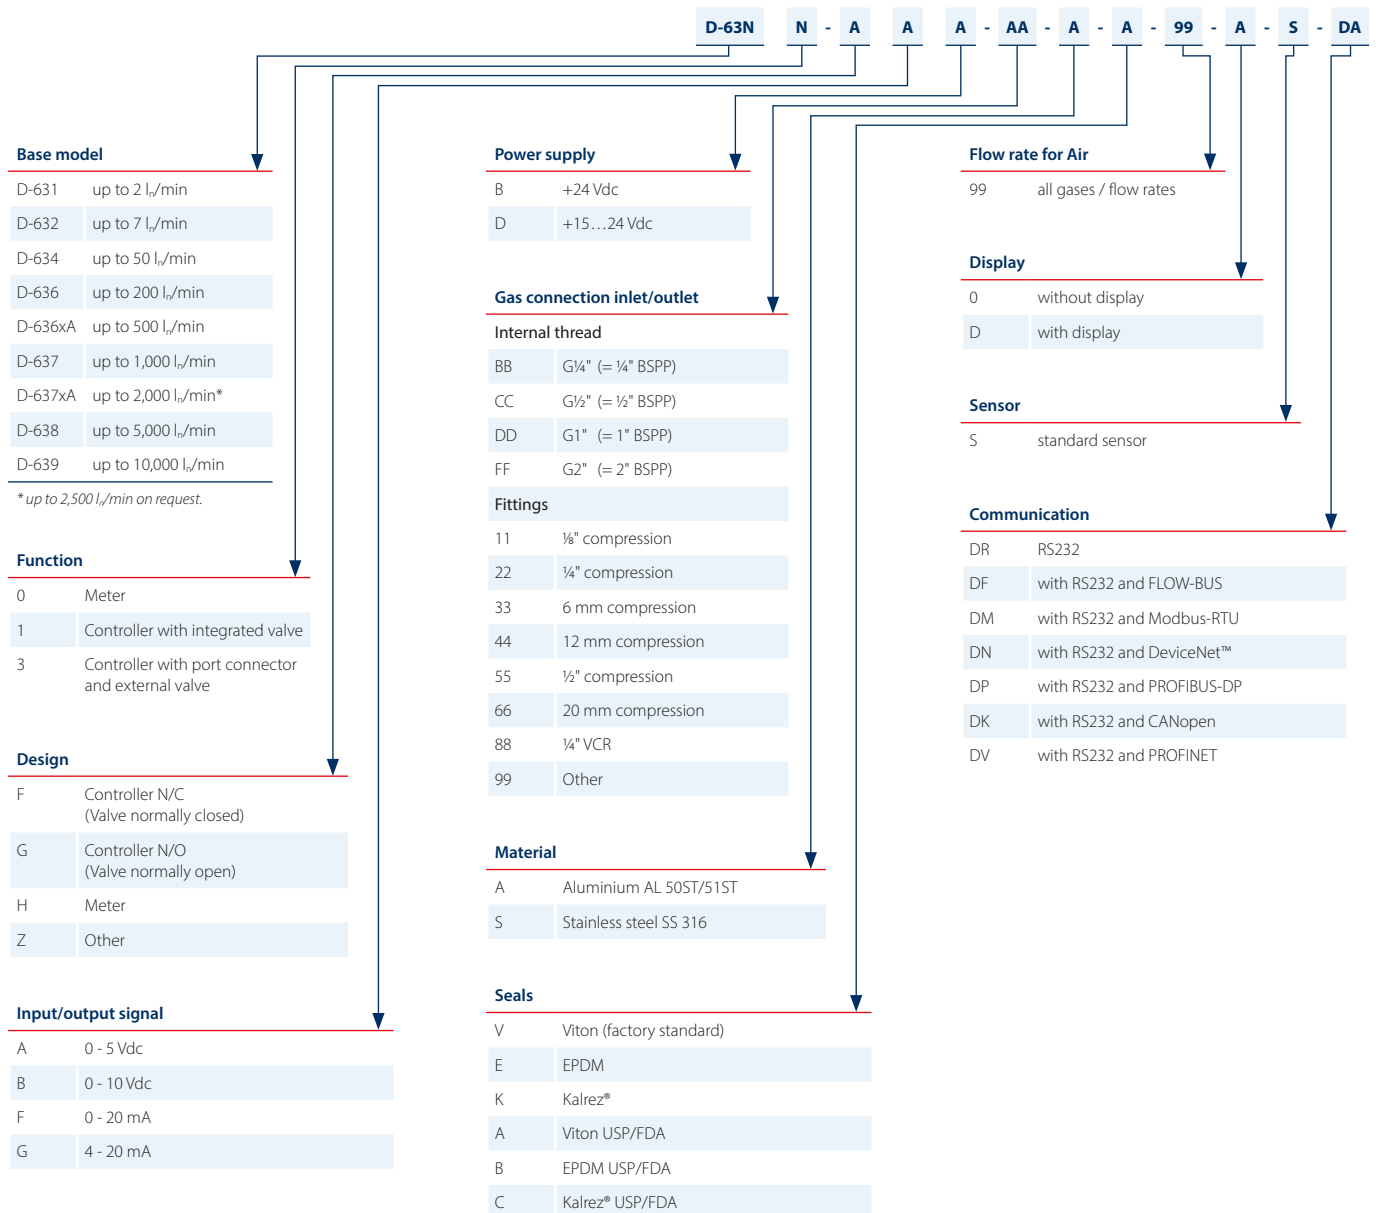 D-63N N - A A A - AA - A - A - 99 - A - S - DA
Base model
D-631 up to 2 lₙ/min
D-632 up to 7 lₙ/min
D-634 up to 50 lₙ/min
D-636 up to 200 lₙ/min
D-636xA up to 500 lₙ/min
D-637 up to 1,000 lₙ/min
D-637xA up to 2,000 lₙ/min*
D-638 up to 5,000 lₙ/min
D-639 up to 10,000 lₙ/min
* up to 2,500 lₙ/min on request.
Function
0 Meter
1 Controller with integrated valve
3 Controller with port connector
and external valve
Design
F Controller N/C
(Valve normally closed)
G Controller N/O
(Valve normally open)
H Meter
Z Other
Input/output signal
A 0 - 5 Vdc
B 0 - 10 Vdc
F 0 - 20 mA
G 4 - 20 mA
Power supply
B +24 Vdc
D +15…24 Vdc
Gas connection inlet/outlet
Internal thread
BB G¼" (= ¼" BSPP)
CC G½" (= ½" BSPP)
DD G1" (= 1" BSPP)
FF G2" (= 2" BSPP)
Fittings
11 ⅛" compression
22 ¼" compression
33 6 mm compression
44 12 mm compression
55 ½" compression
66 20 mm compression
88 ¼" VCR
99 Other
Material
A Aluminium AL 50ST/51ST
S Stainless steel SS 316
Seals
V Viton (factory standard)
E EPDM
K Kalrez®
A Viton USP/FDA
B EPDM USP/FDA
C Kalrez® USP/FDA
Flow rate for Air
99 all gases / flow rates
Display
0 without display
D with display
Sensor
S standard sensor
Communication
DR RS232
DF with RS232 and FLOW-BUS
DM with RS232 and Modbus-RTU
DN with RS232 and DeviceNet™
DP with RS232 and PROFIBUS-DP
DK with RS232 and CANopen
DV with RS232 and PROFINET